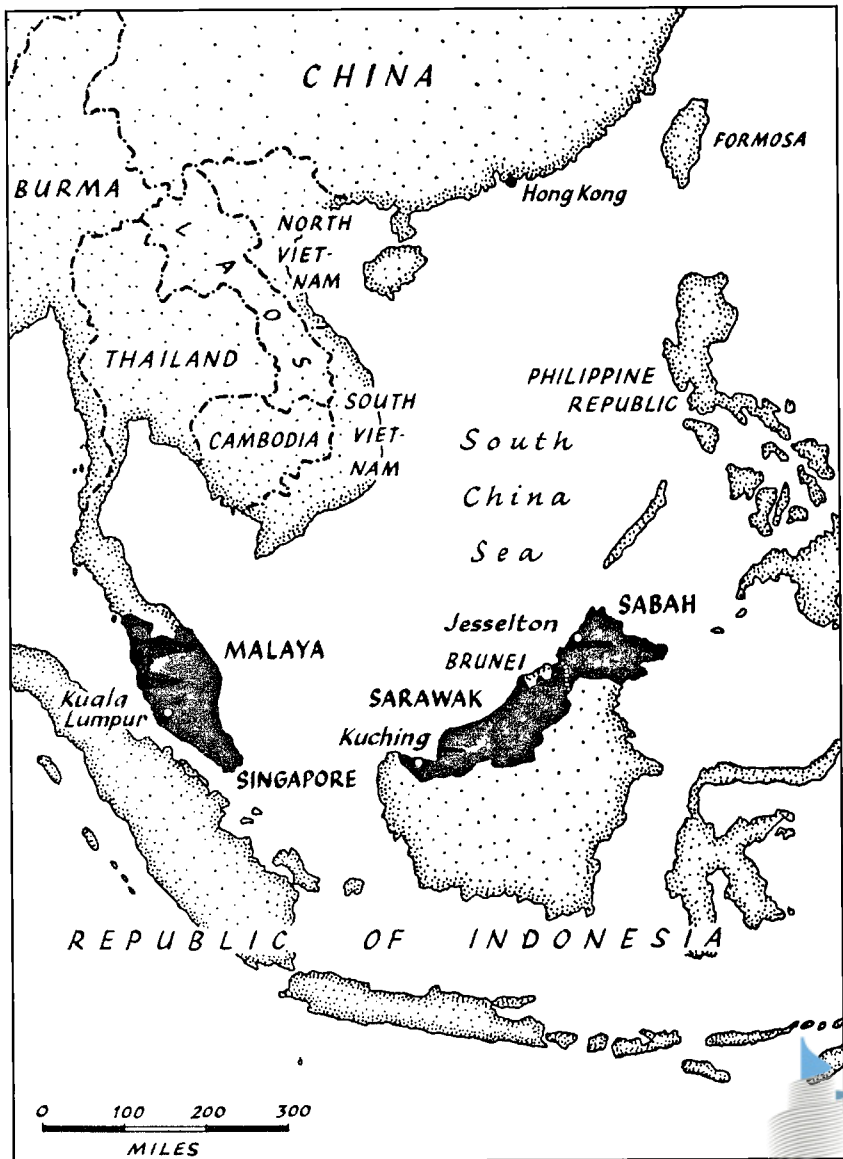 CHINA
FORMOSA
BURMA
Hong Kong
NORTH
VIET-
NAM
LAOS
THAILAND
PHILIPPINE
REPUBLIC
SOUTH
VIET-
NAM
CAMBODIA
South
China
Sea
SABAH
Jesselton
MALAYA
BRUNEI
SARAWAK
Kuala
Lumpur
Kuching
SINGAPORE
REPUBLIC OF INDONESIA
0 100 200 300
MILES